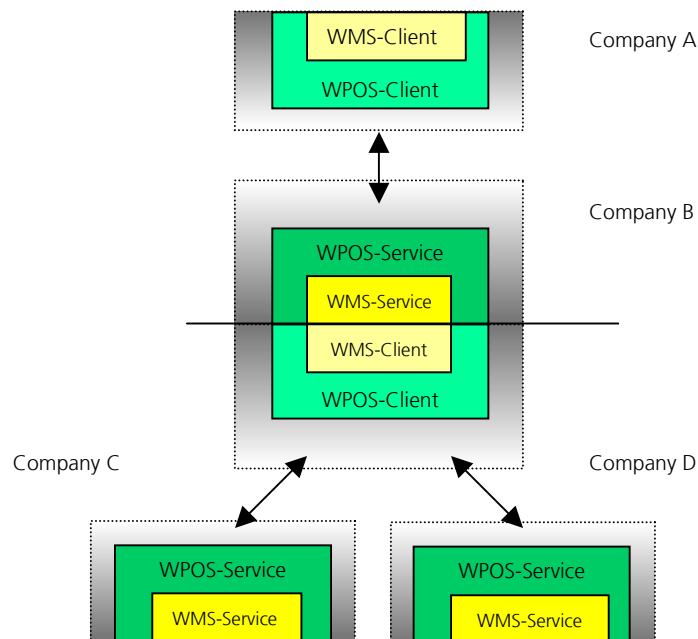 WMS-Client
Company A
WPOS-Client
Company B
WPOS-Service
WMS-Service
WMS-Client
WPOS-Client
Company C
Company D
WPOS-Service
WPOS-Service
WMS-Service
WMS-Service